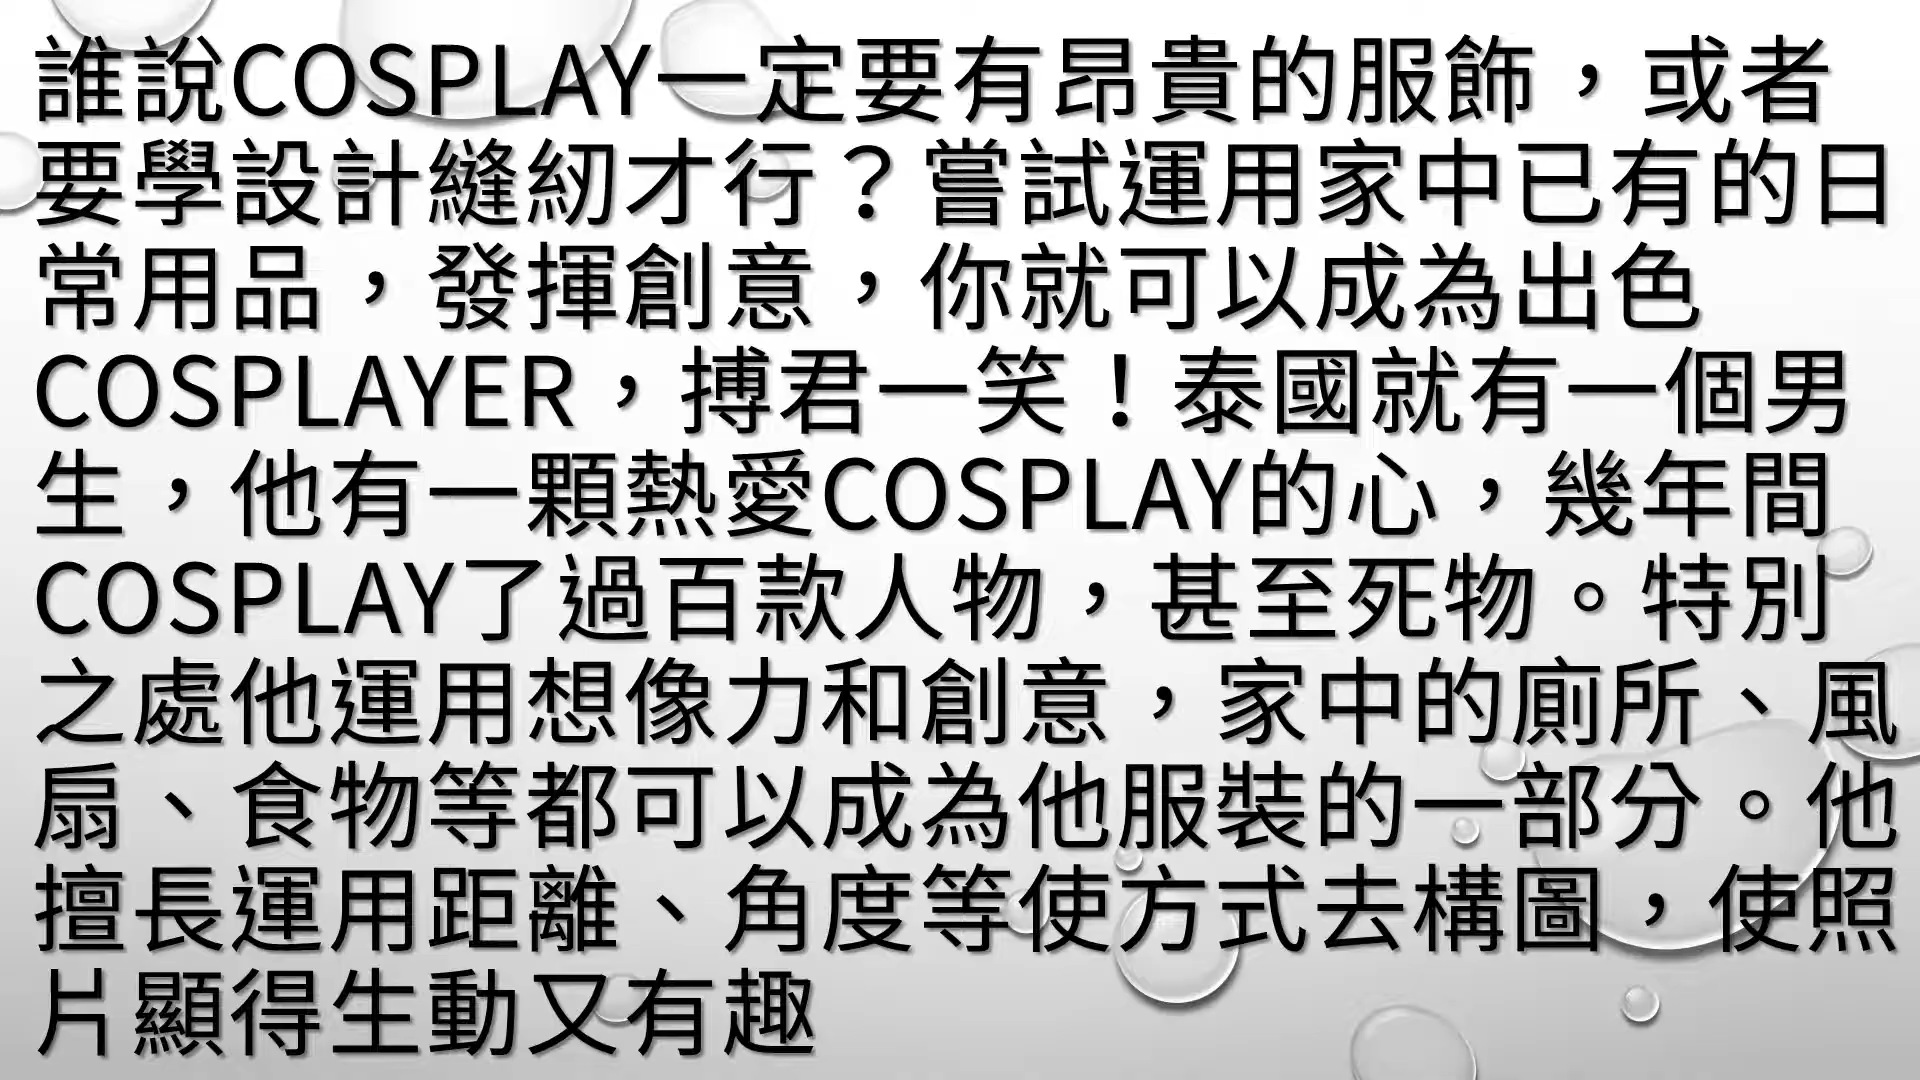 誰說COSPLAY一定要有昂貴的服飾，或者
要學設計縫紉才行？嘗試運用家中已有的日
常用品，發揮創意，你就可以成為出色
COSPLAYER，搏君一笑！泰國就有一個男
生，他有一顆熱愛COSPLAY的心，幾年間
COSPLAY了過百款人物，甚至死物。特別
之處他運用想像力和創意，家中的廁所、風
扇、食物等都可以成為他服裝的一部分。他
擅長運用距離、角度等使方式去構圖，使照
片顯得生動又有趣